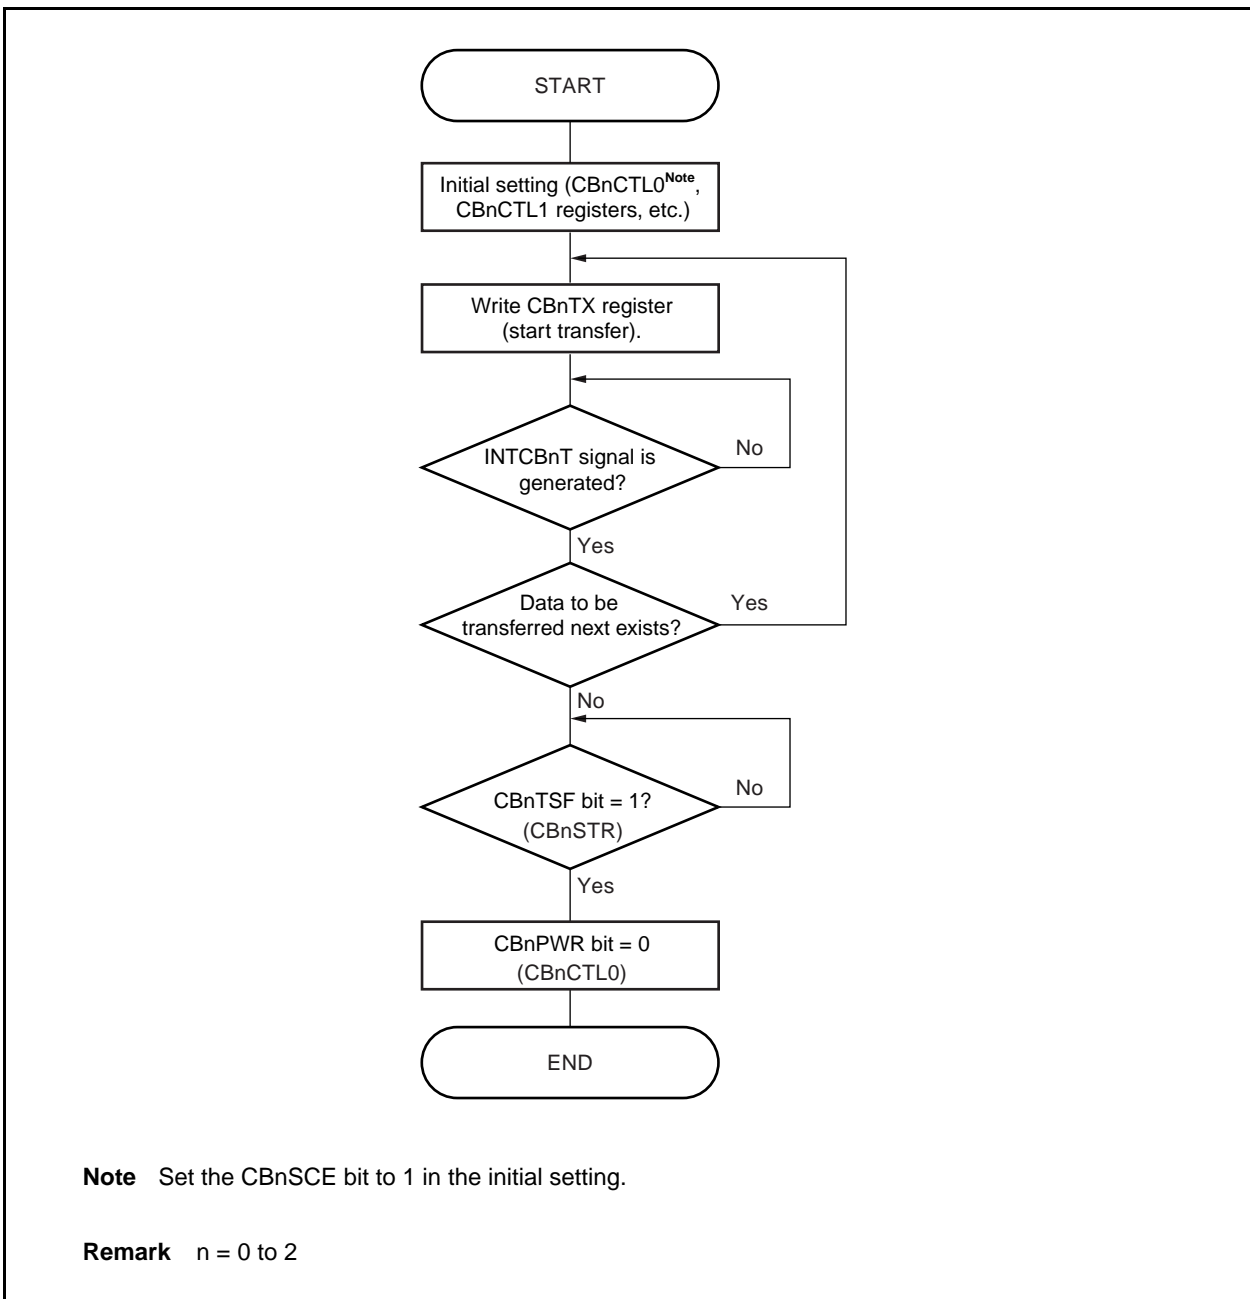 START
Initial setting (CBnCTL0Note,
CBnCTL1 registers, etc.)
Write CBnTX register
(start transfer).
INTCBnT signal is
generated?
No
Yes
Data to be
transferred next exists?
Yes
No
CBnTSF bit = 1?
(CBnSTR)
No
Yes
CBnPWR bit = 0
(CBnCTL0)
END
Note Set the CBnSCE bit to 1 in the initial setting.
Remark n = 0 to 2